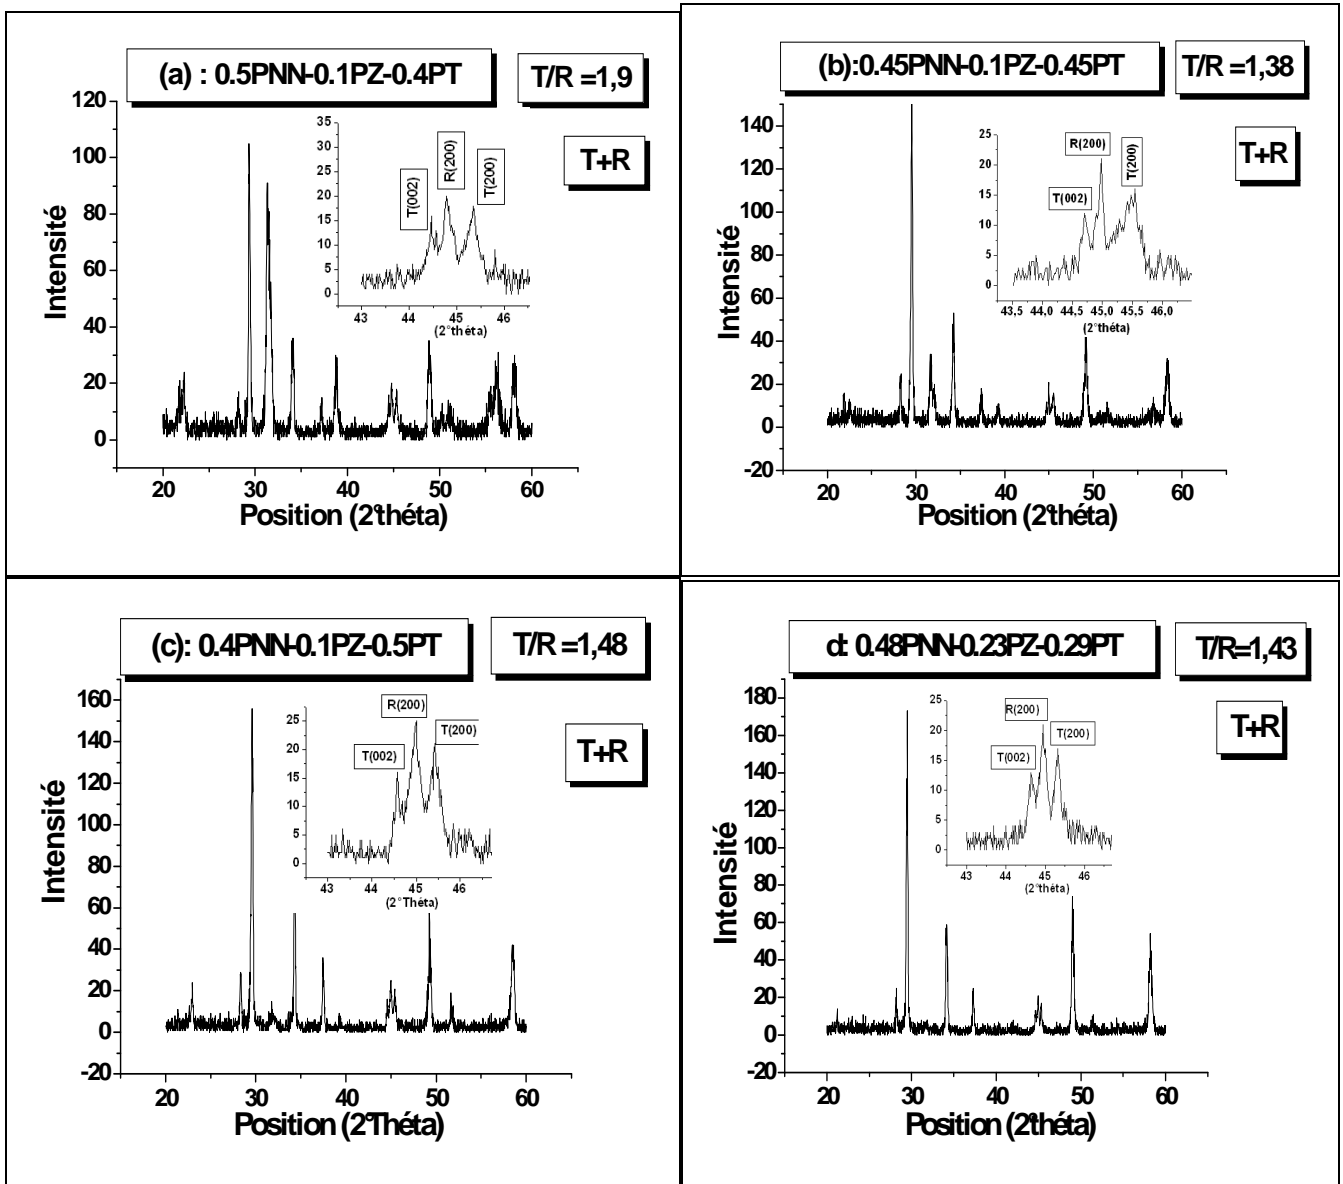 (a) : 0.5PNN-0.1PZ-0.4PT
T/R =1,9
T+R
120
100
80
60
40
20
0
Intensité
20 30 40 50 60
Position (2°théta)
35
30
25
20
15
10
5
0
T(002)
R(200)
T(200)
43 44 45 46
(2°théta)
(b):0.45PNN-0.1PZ-0.45PT
T/R =1,38
T+R
140
120
100
80
60
40
20
0
-20
Intensité
20 30 40 50 60
Position (2°théta)
25
20
15
10
5
0
R(200)
T(002)
T(200)
43,5 44,0 44,5 45,0 45,5 46,0
(2°théta)
(c): 0.4PNN-0.1PZ-0.5PT
T/R =1,48
T+R
160
140
120
100
80
60
40
20
0
-20
Intensité
20 30 40 50 60
Position (2°Théta)
25
20
15
10
5
0
R(200)
T(002)
T(200)
43 44 45 46
(2°Théta)
d: 0.48PNN-0.23PZ-0.29PT
T/R=1,43
T+R
180
160
140
120
100
80
60
40
20
0
-20
Intensité
20 30 40 50 60
Position (2°théta)
25
20
15
10
5
0
R(200)
T(002)
T(200)
43 44 45 46
(2°théta)